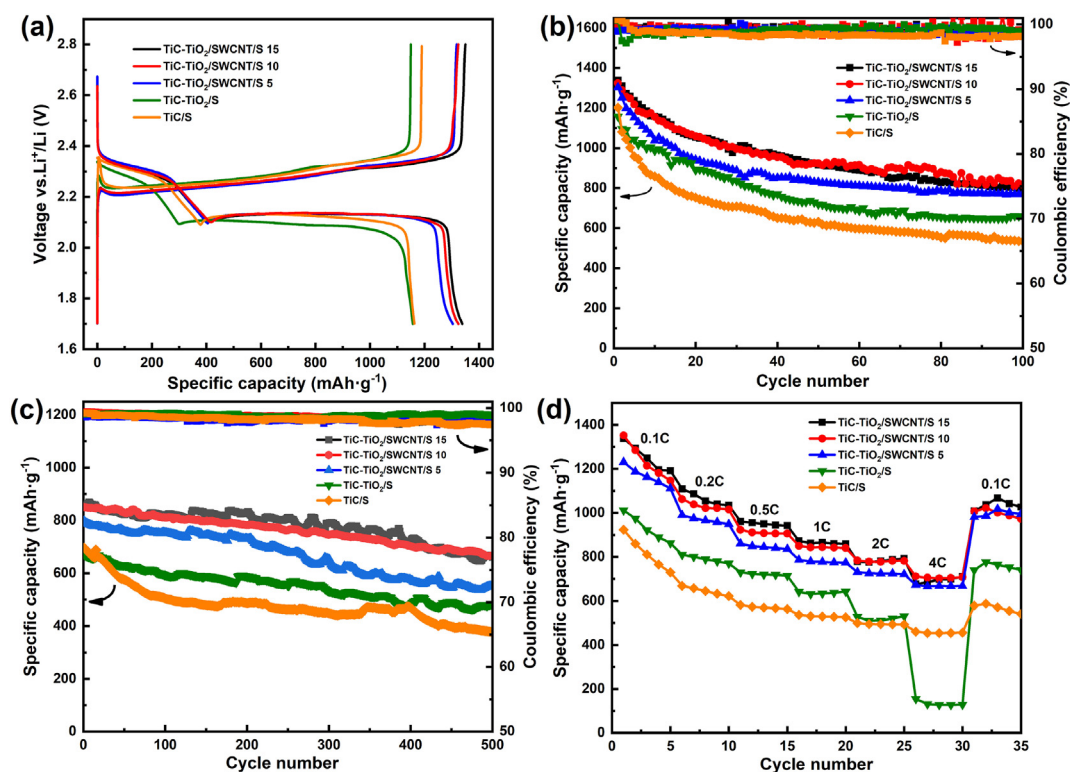 (a)
2.8
2.6
2.4
2.2
2.0
1.8
1.6
Voltage vs.Li⁺/Li (V)
TiC-TiO₂/SWCNT/S 15
TiC-TiO₂/SWCNT/S 10
TiC-TiO₂/SWCNT/S 5
TiC-TiO₂/S
TiC/S
0 200 400 600 800 1000 1200 1400
Specific capacity (mAh·g⁻¹)
(b)
1600
1400
1200
1000
800
600
400
200
0
Specific capacity (mAh·g⁻¹)
TiC-TiO₂/SWCNT/S 15
TiC-TiO₂/SWCNT/S 10
TiC-TiO₂/SWCNT/S 5
TiC-TiO₂/S
TiC/S
100
90
80
70
60
50
Coulombic efficiency (%)
0 20 40 60 80 100
Cycle number
(c)
1200
1000
800
600
400
200
0
Specific capacity (mAh·g⁻¹)
TiC-TiO₂/SWCNT/S 15
TiC-TiO₂/SWCNT/S 10
TiC-TiO₂/SWCNT/S 5
TiC-TiO₂/S
TiC/S
100
90
80
70
60
50
Coulombic efficiency (%)
0 100 200 300 400 500
Cycle number
(d)
1400
1200
1000
800
600
400
200
0
Specific capacity (mAh·g⁻¹)
TiC-TiO₂/SWCNT/S 15
TiC-TiO₂/SWCNT/S 10
TiC-TiO₂/SWCNT/S 5
TiC-TiO₂/S
TiC/S
0.1C
0.2C
0.5C
1C
2C
4C
0.1C
0 5 10 15 20 25 30 35
Cycle number